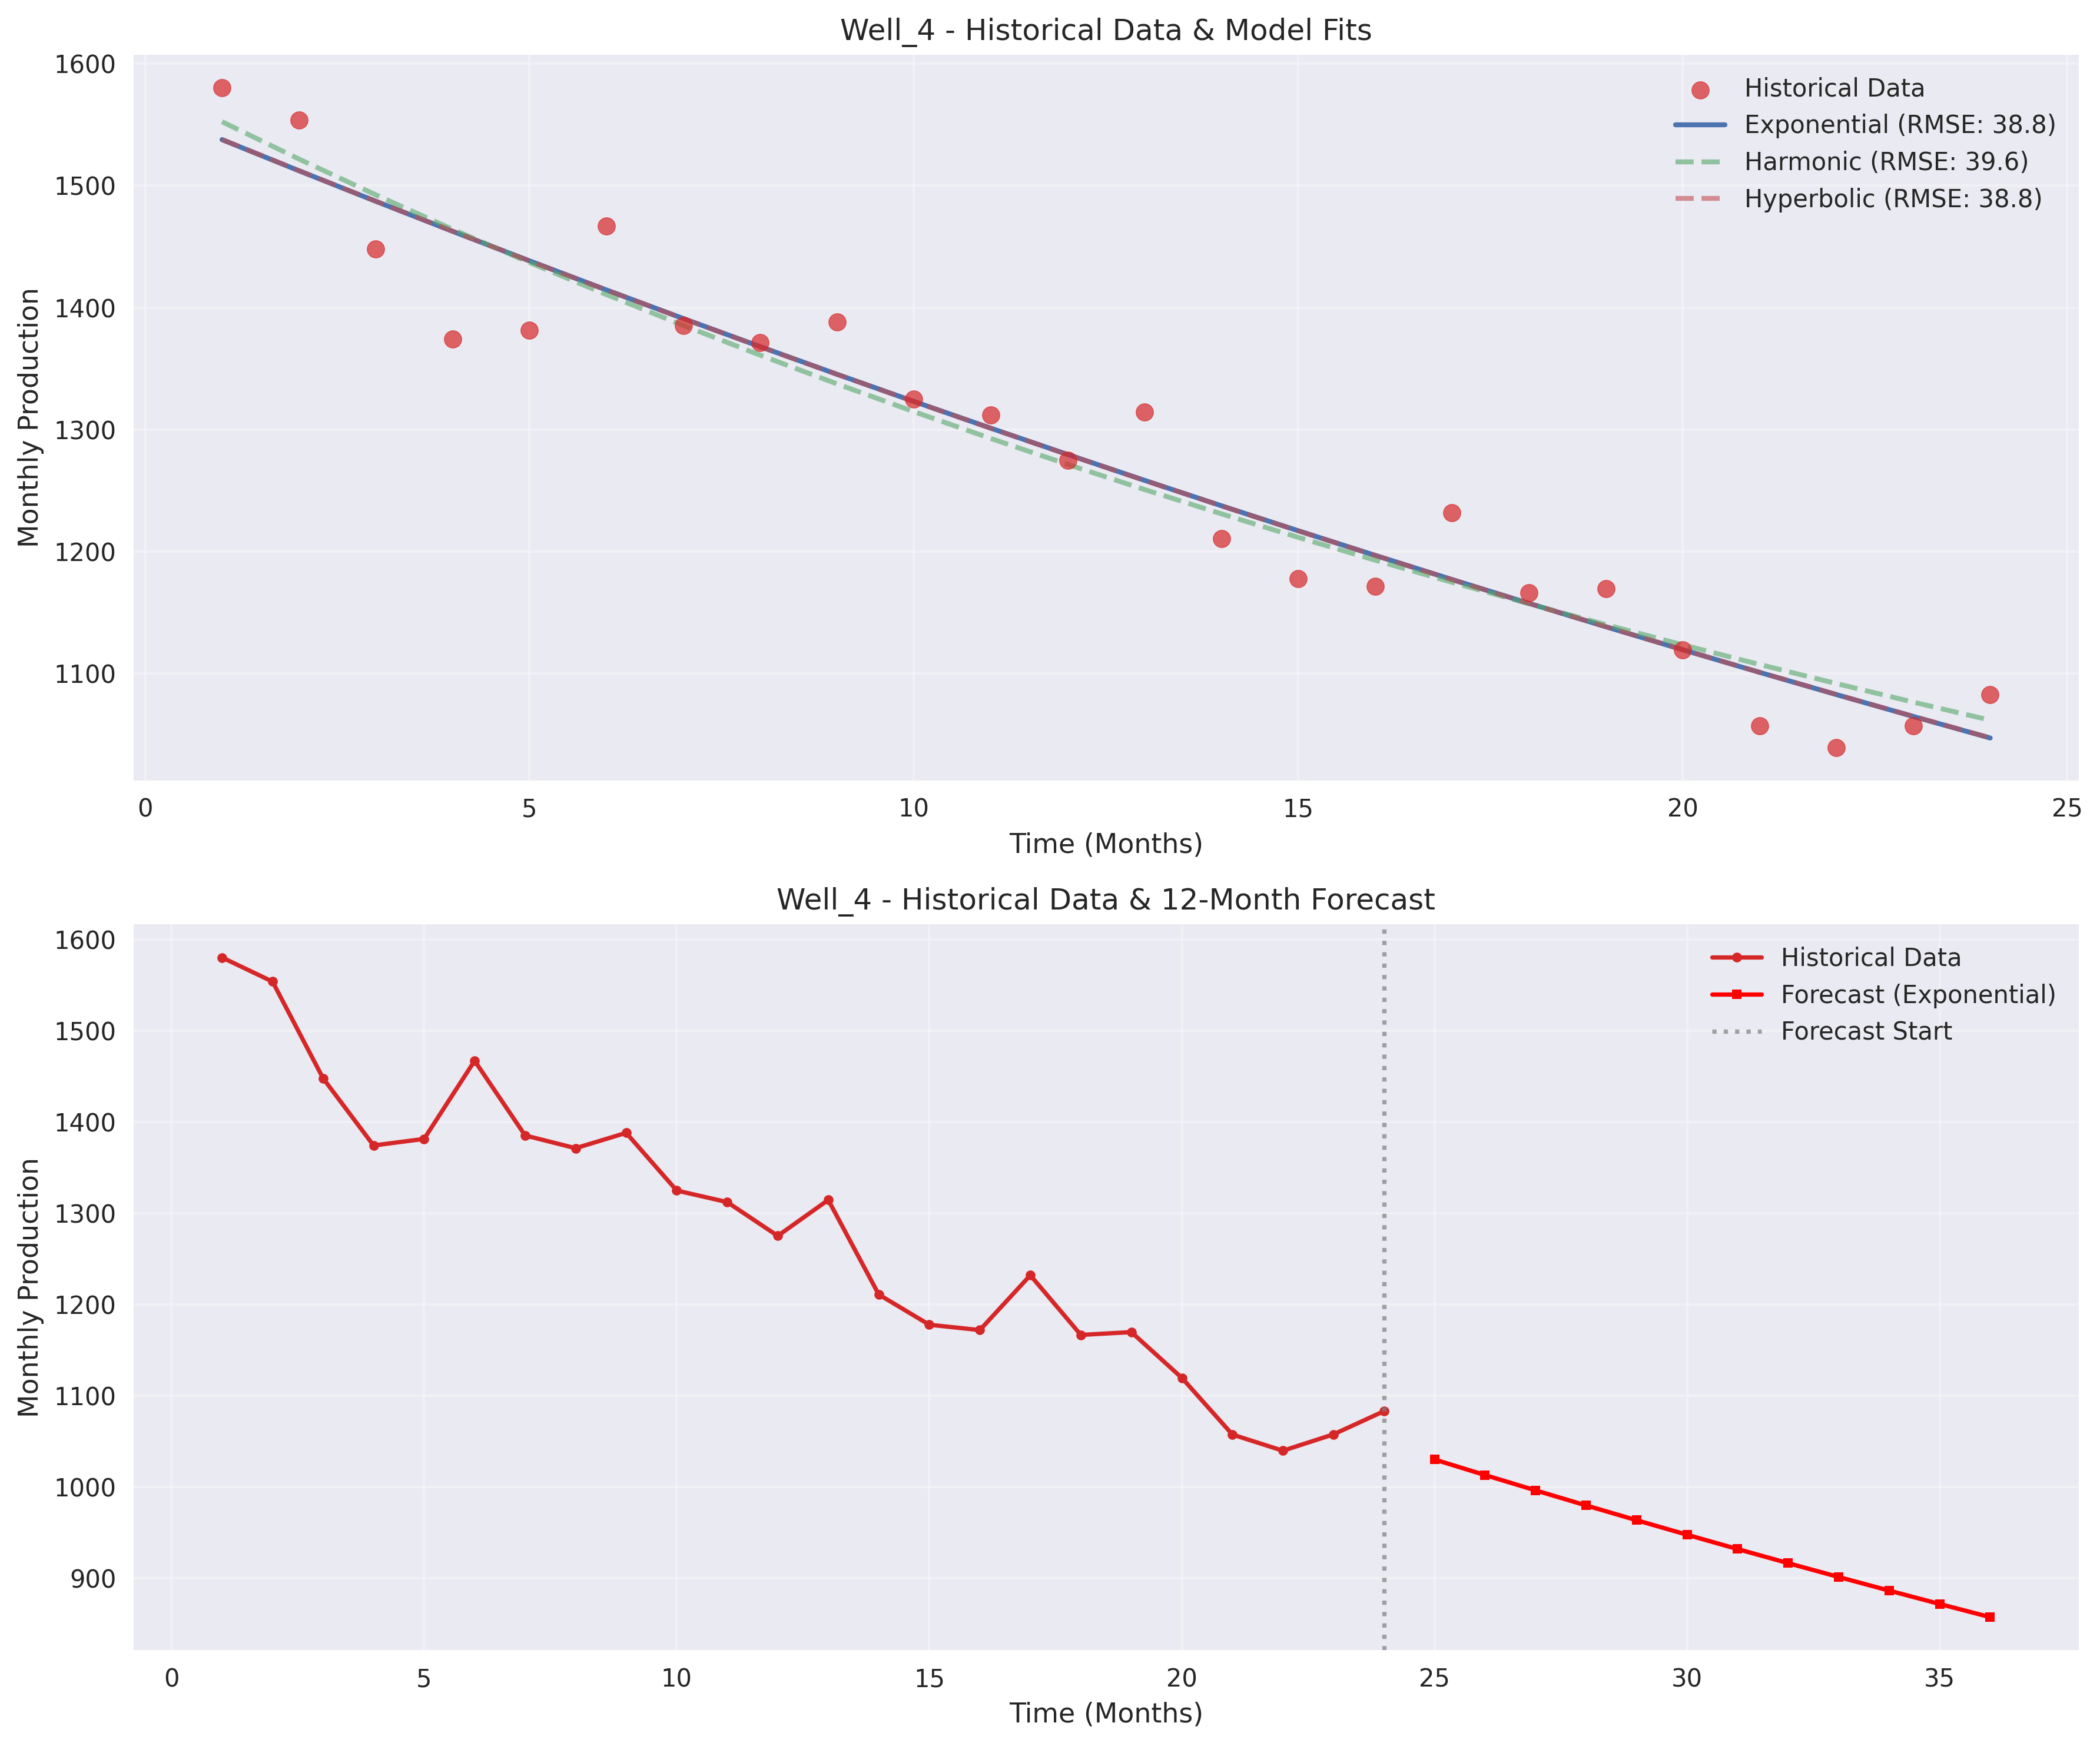 Well_4 - Historical Data & Model Fits
1600
1500
1400
1300
1200
1100
Monthly Production
Historical Data
Exponential (RMSE: 38.8)
Harmonic (RMSE: 39.6)
Hyperbolic (RMSE: 38.8)
0 5 10 15 20 25
Time (Months)
Well_4 - Historical Data & 12-Month Forecast
1600
1500
1400
1300
1200
1100
1000
900
Monthly Production
Historical Data
Forecast (Exponential)
Forecast Start
0 5 10 15 20 25 30 35
Time (Months)